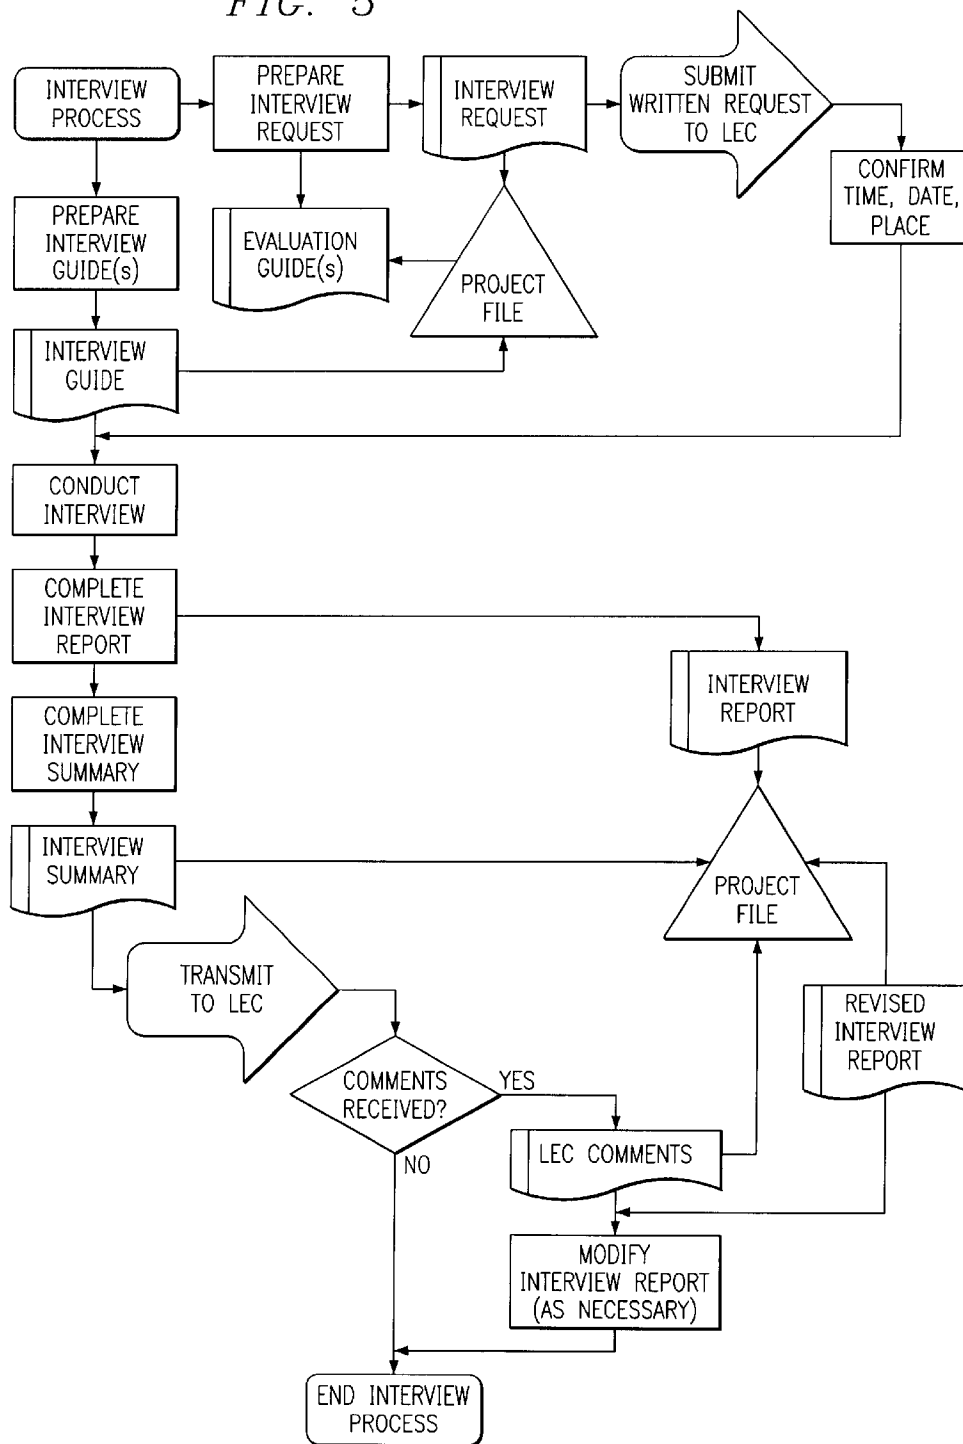 FIG. 5
INTERVIEW
PROCESS
PREPARE
INTERVIEW
REQUEST
INTERVIEW
REQUEST
SUBMIT
WRITTEN REQUEST
TO LEC
CONFIRM
TIME, DATE,
PLACE
PREPARE
INTERVIEW
GUIDE(s)
EVALUATION
GUIDE(s)
PROJECT
FILE
INTERVIEW
GUIDE
CONDUCT
INTERVIEW
COMPLETE
INTERVIEW
REPORT
INTERVIEW
REPORT
COMPLETE
INTERVIEW
SUMMARY
INTERVIEW
SUMMARY
PROJECT
FILE
TRANSMIT
TO LEC
REVISED
INTERVIEW
REPORT
COMMENTS
RECEIVED?
YES
NO
LEC COMMENTS
MODIFY
INTERVIEW REPORT
(AS NECESSARY)
END INTERVIEW
PROCESS